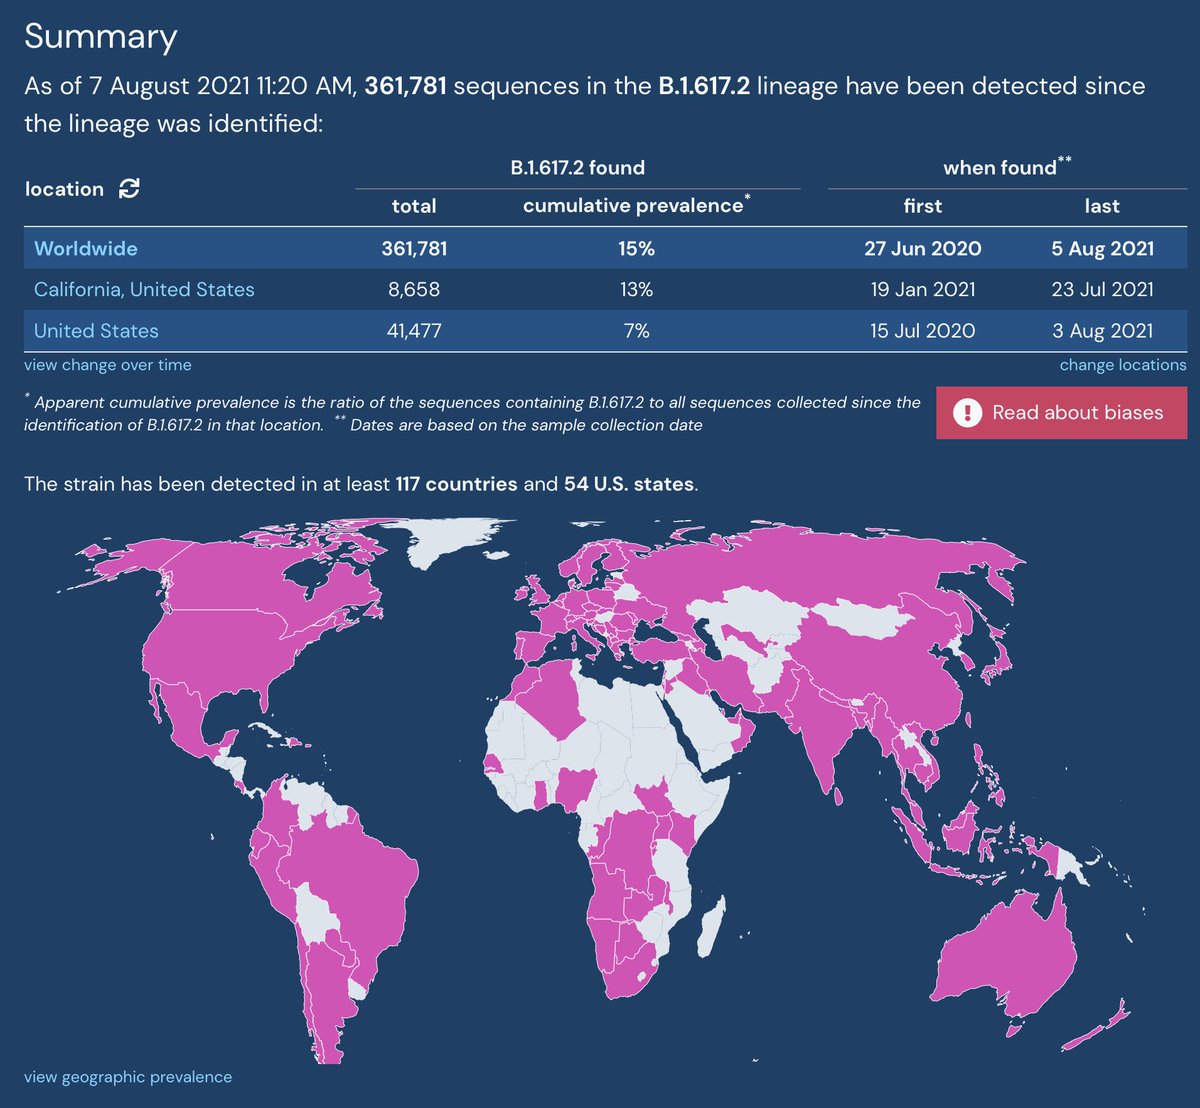 Summary
As of 7 August 2021 11:20 AM, 361,781 sequences in the B.1.617.2 lineage have been detected since
the lineage was identified:
location B.1.617.2 found when found**
total cumulative prevalence* first last
Worldwide 361,781 15% 27 Jun 2020 5 Aug 2021
California, United States 8,658 13% 19 Jan 2021 23 Jul 2021
United States 41,477 7% 15 Jul 2020 3 Aug 2021
view change over time change locations
* Apparent cumulative prevalence is the ratio of the sequences containing B.1.617.2 to all sequences collected since the
identification of B.1.617.2 in that location. ** Dates are based on the sample collection date
Read about biases
The strain has been detected in at least 117 countries and 54 U.S. states.
view geographic prevalence